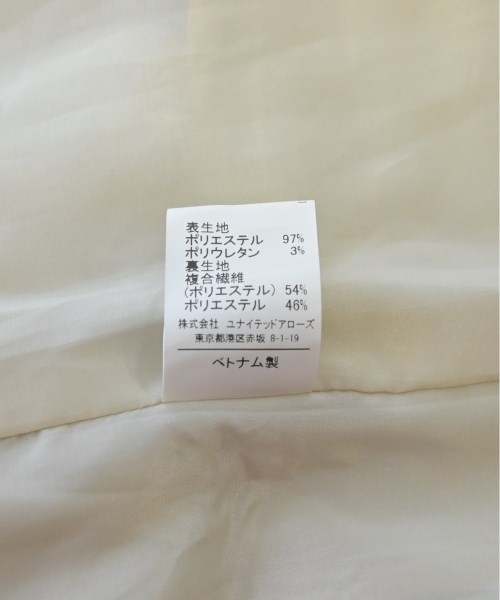 表生地
ポリエステル 97%
ポリウレタン 3%
裏生地
複合繊維
(ポリエステル) 54%
ポリエステル 46%
株式会社 ユナイテッドアローズ
東京都港区赤坂 8-1-19
ベトナム製